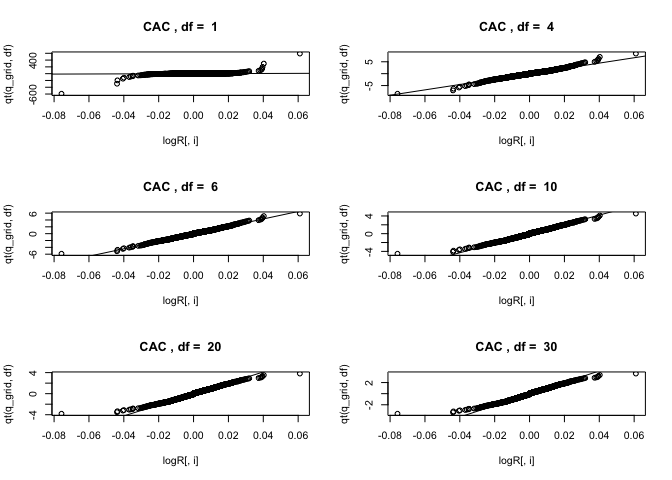 CAC , df = 1
qt(q_grid, df)
400
-600
-0.08 -0.06 -0.04 -0.02 0.00 0.02 0.04 0.06
logR[, i]
CAC , df = 4
qt(q_grid, df)
5
-5
-0.08 -0.06 -0.04 -0.02 0.00 0.02 0.04 0.06
logR[, i]
CAC , df = 6
qt(q_grid, df)
6
0
-6
-0.08 -0.06 -0.04 -0.02 0.00 0.02 0.04 0.06
logR[, i]
CAC , df = 10
qt(q_grid, df)
4
0
-4
-0.08 -0.06 -0.04 -0.02 0.00 0.02 0.04 0.06
logR[, i]
CAC , df = 20
qt(q_grid, df)
4
0
-4
-0.08 -0.06 -0.04 -0.02 0.00 0.02 0.04 0.06
logR[, i]
CAC , df = 30
qt(q_grid, df)
2
-2
-0.08 -0.06 -0.04 -0.02 0.00 0.02 0.04 0.06
logR[, i]